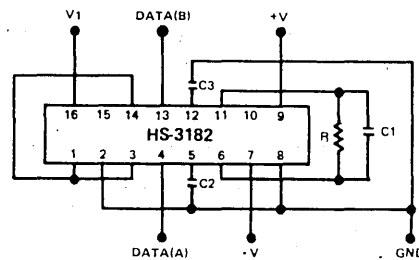 V1 DATA(B) +V
C3
16 15 14 13 12 11 10 9
HS-3182
R C1
1 2 3 4 5 6 7 8
C2
DATA(A) -V GND